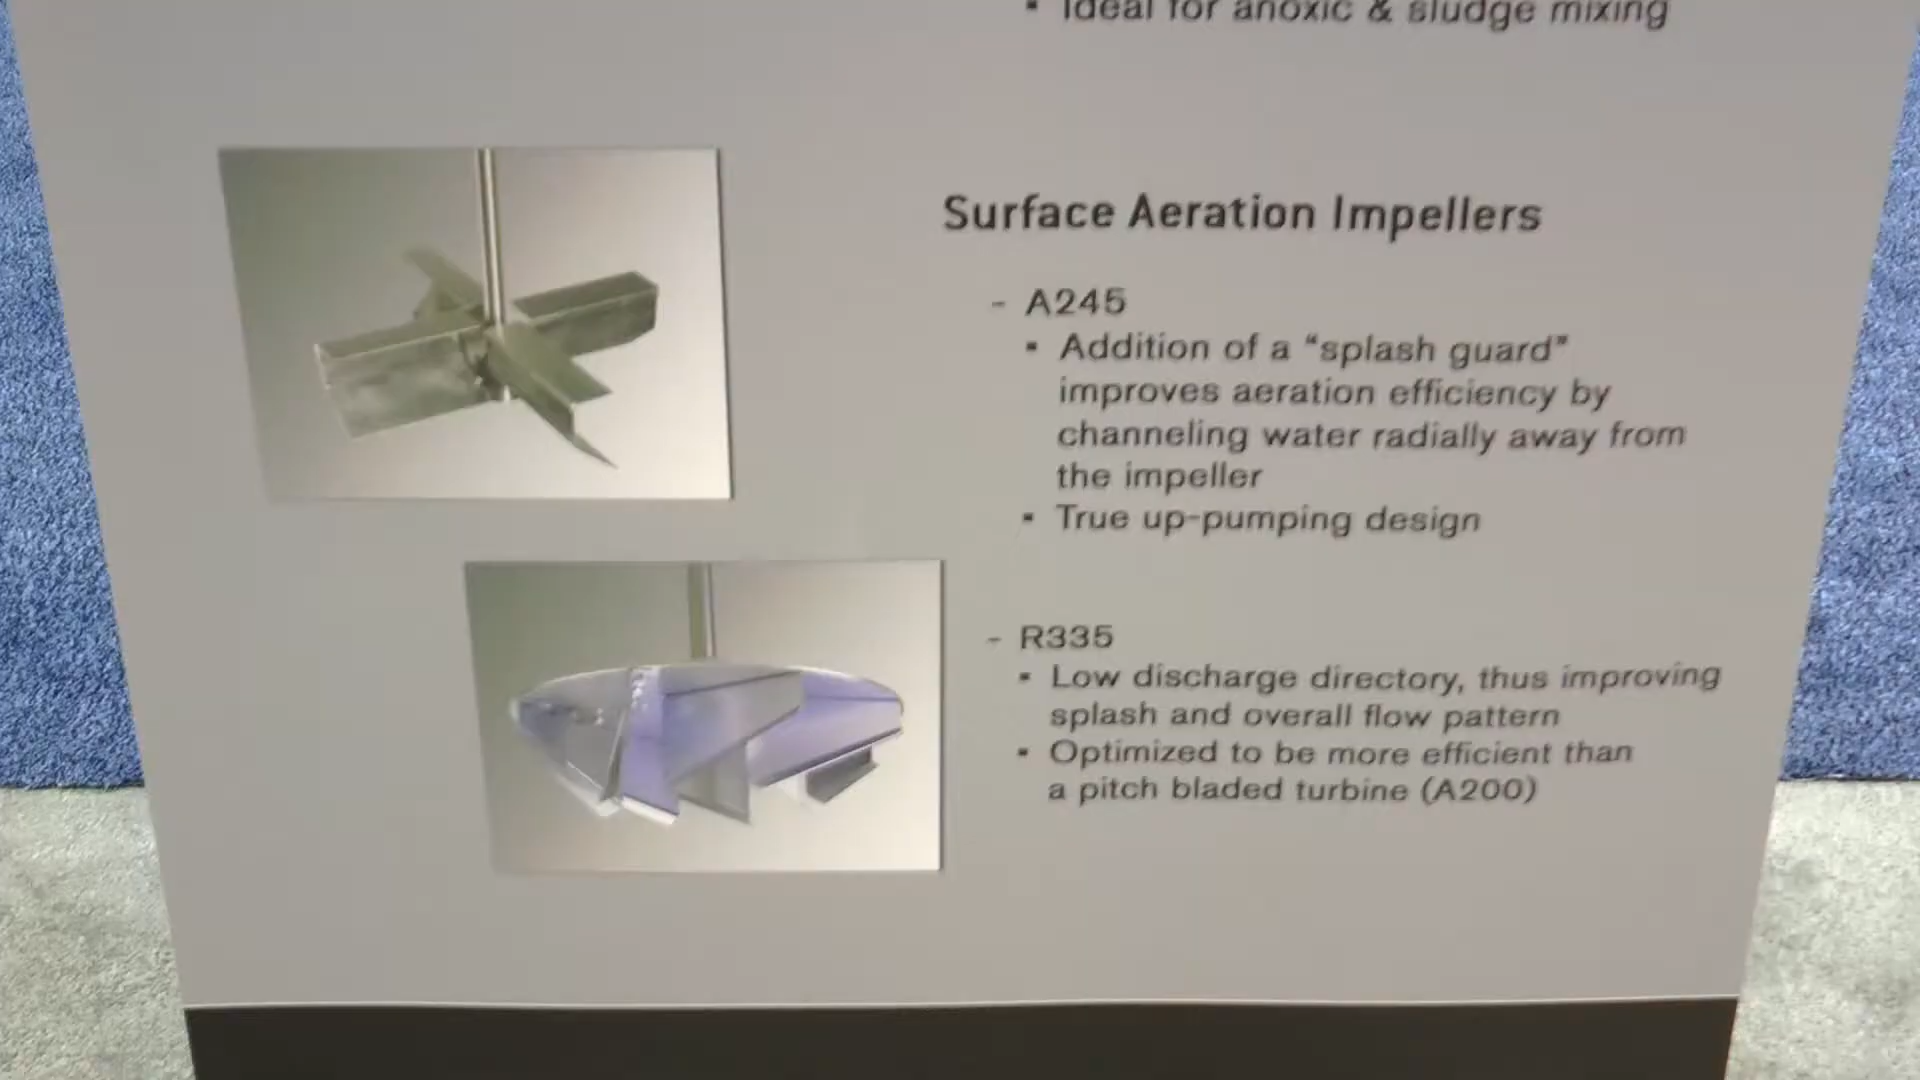 ▪ Ideal for anoxic & sludge mixing
Surface Aeration Impellers
- A245
▪ Addition of a "splash guard"
improves aeration efficiency by
channeling water radially away from
the impeller
▪ True up-pumping design
- R335
▪ Low discharge directory, thus improving
splash and overall flow pattern
▪ Optimized to be more efficient than
a pitch bladed turbine (A200)